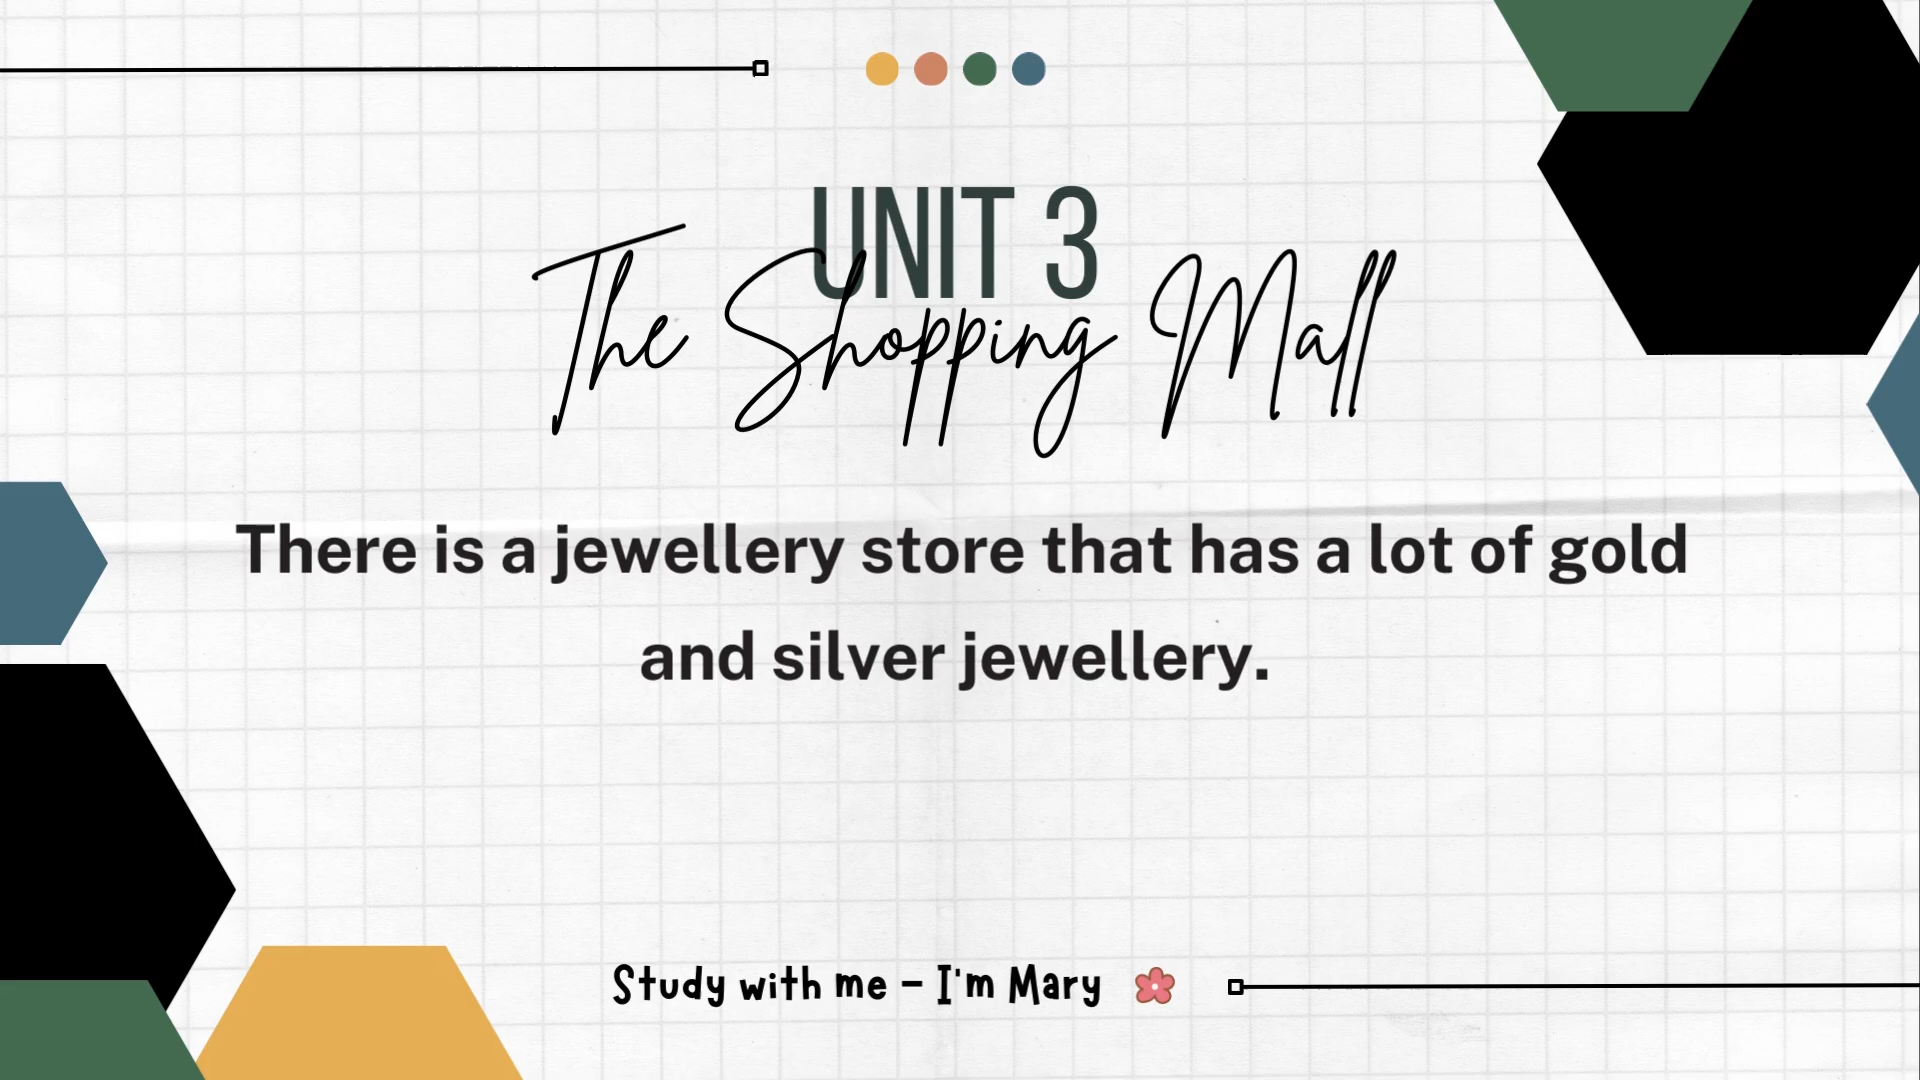 UNIT 3
The Shopping Mall
There is a jewellery store that has a lot of gold
and silver jewellery.
Study with me - I'm Mary